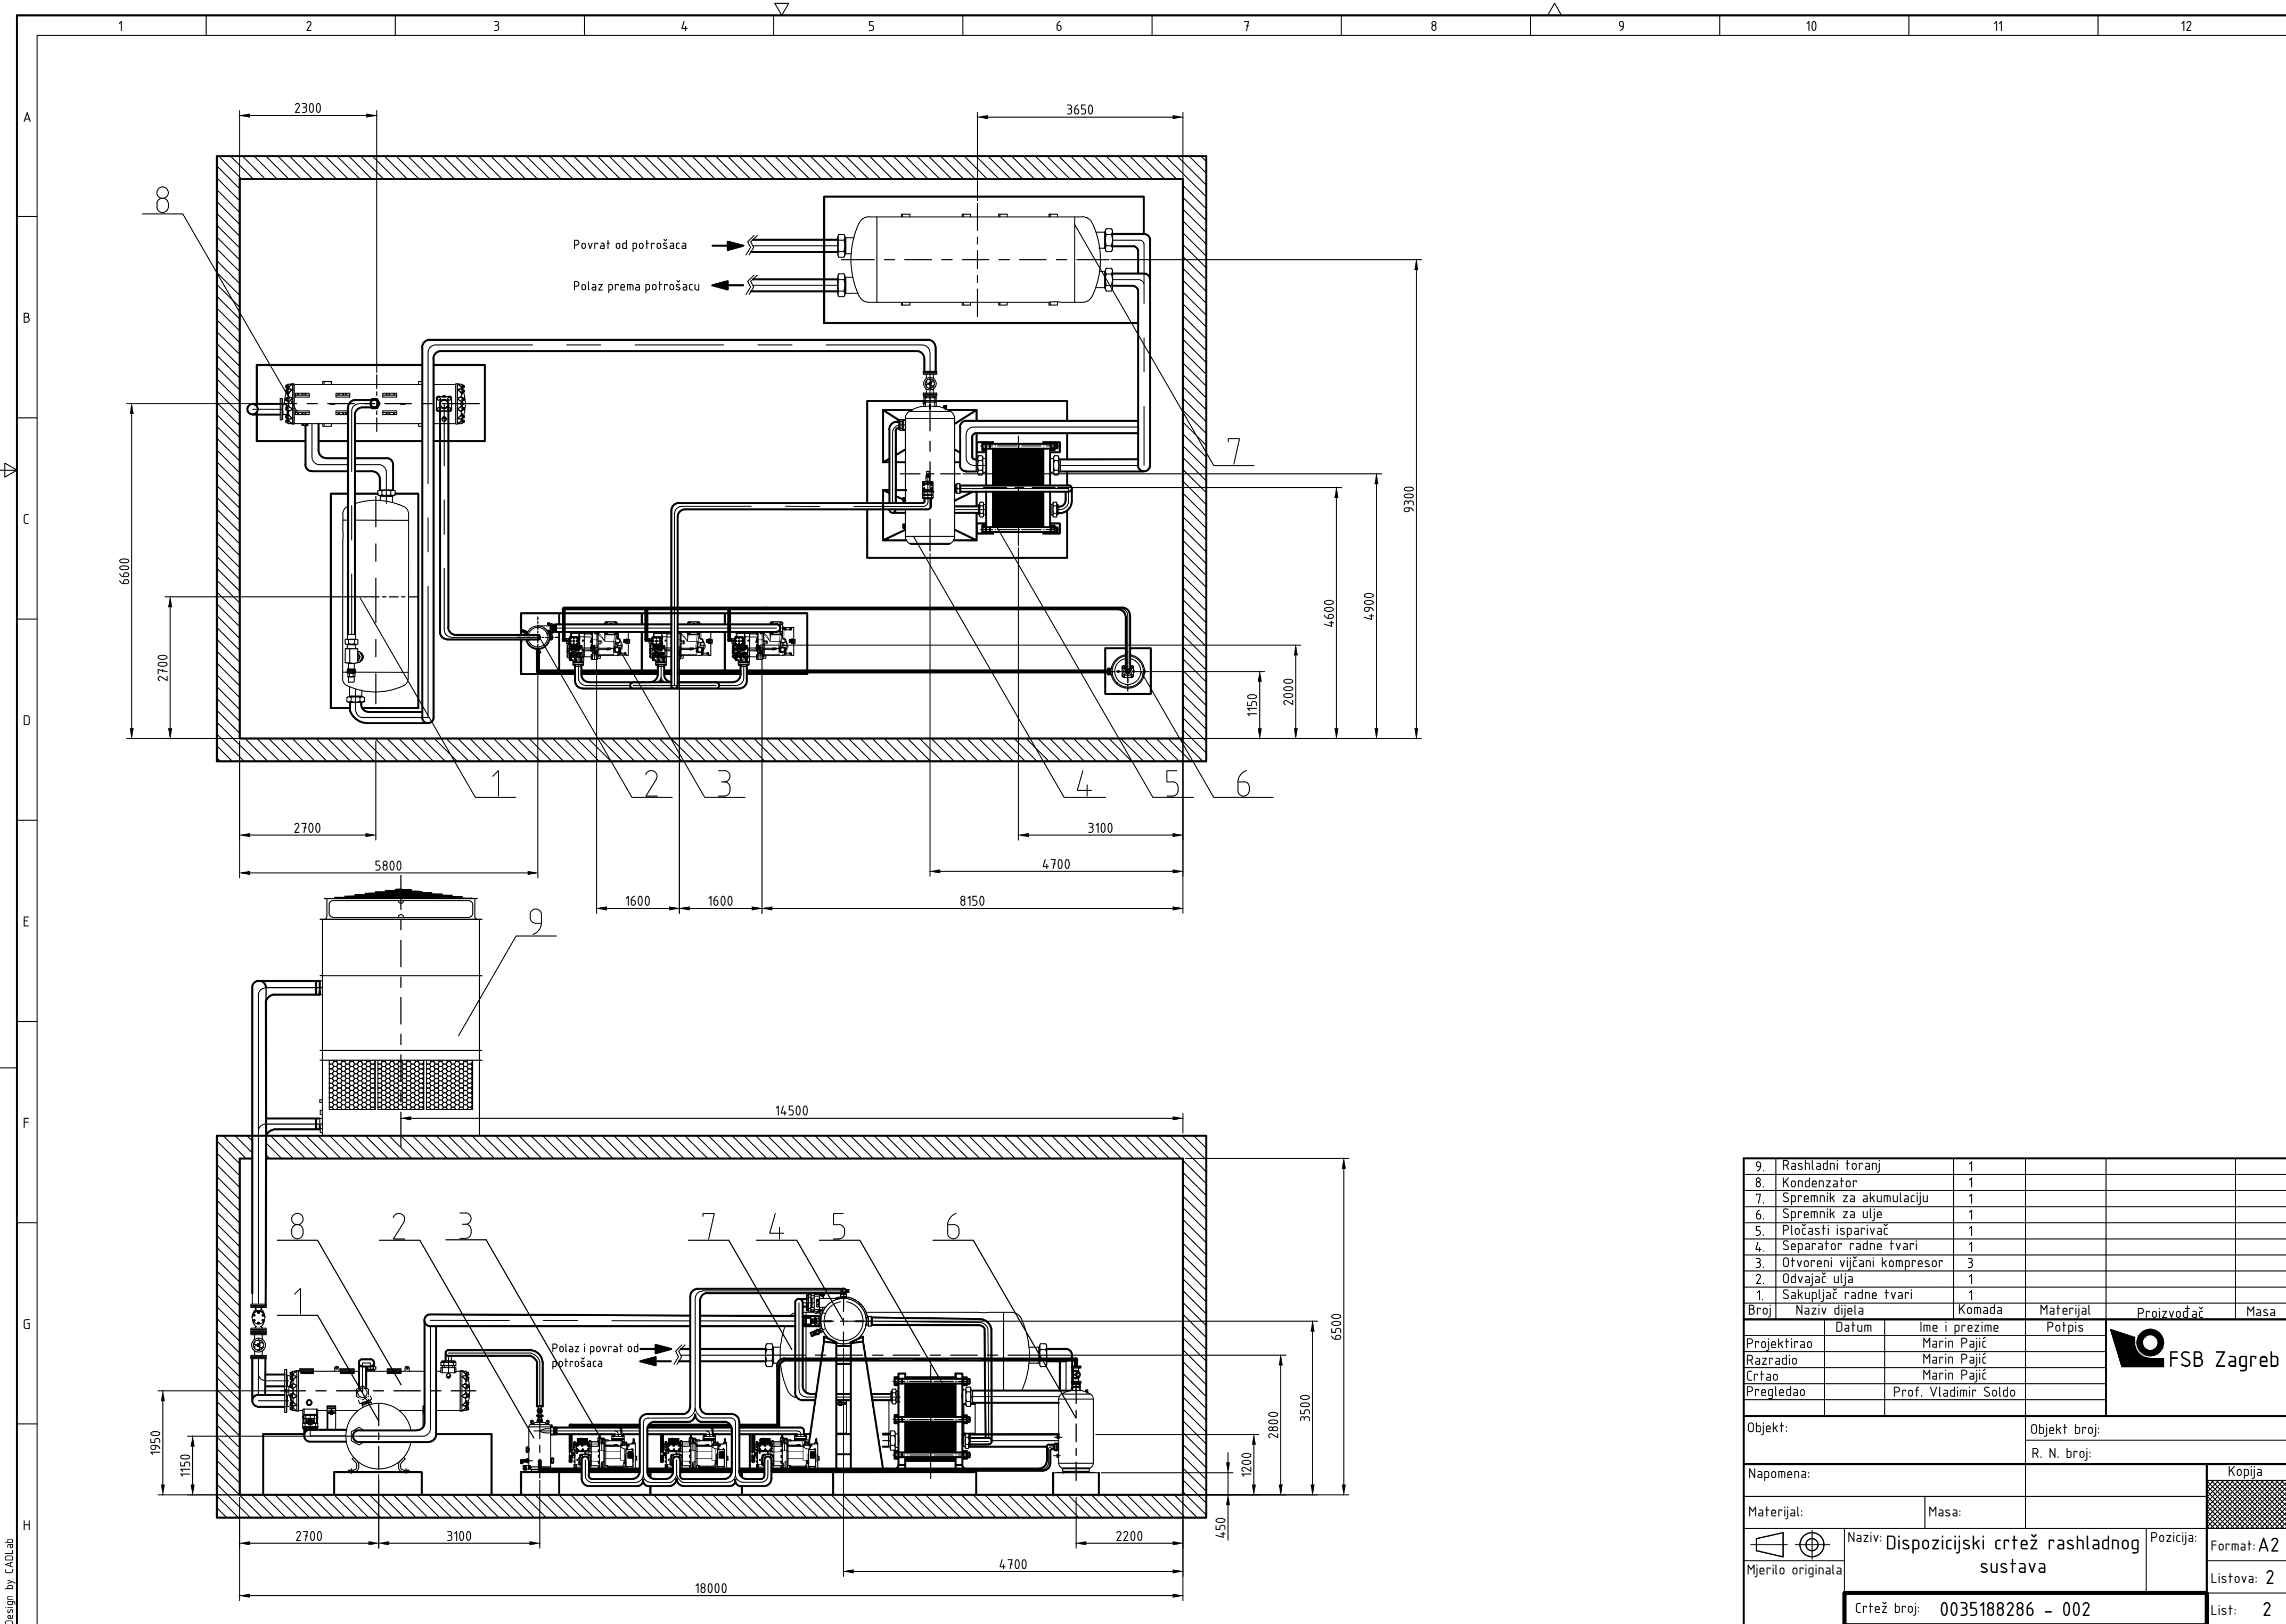 1 2 3 4 5 6 7 8 9 10 11 12
A
B
C
D
E
F
G
H
2300
3650
8
Povrat od potrošaca
Polaz prema potrošacu
7
6600
2700
9300
4900
4600
2000
1150
1 2 3 4 5 6
2700
3100
5800
4700
1600 1600 8150
9
14500
8 2 3 7 4 5 6
1
Polaz i povrat od
potrošaca
6500
3500
2800
1200
450
1950
1150
2700 3100 2200
4700
18000
Design by CADLab
9. Rashladni toranj 1
8. Kondenzator 1
7. Spremnik za akumulaciju 1
6. Spremnik za ulje 1
5. Pločasti isparivač 1
4. Separator radne tvari 1
3. Otvoreni vijčani kompresor 3
2. Odvajač ulja 1
1. Sakupljač radne tvari 1
Broj Naziv dijela Komada Materijal Proizvođač Masa
Datum Ime i prezime Potpis
Projektirao Marin Pajić
Razradio Marin Pajić
Crtao Marin Pajić
Pregledao Prof. Vladimir Soldo
FSB Zagreb
Objekt: Objekt broj:
R. N. broj:
Napomena: Kopija
Materijal: Masa:
Naziv: Dispozicijski crtež rashladnog
sustava
Pozicija:
Format: A2
Mjerilo originala
Listova: 2
Crtež broj: 0035188286 - 002
List: 2